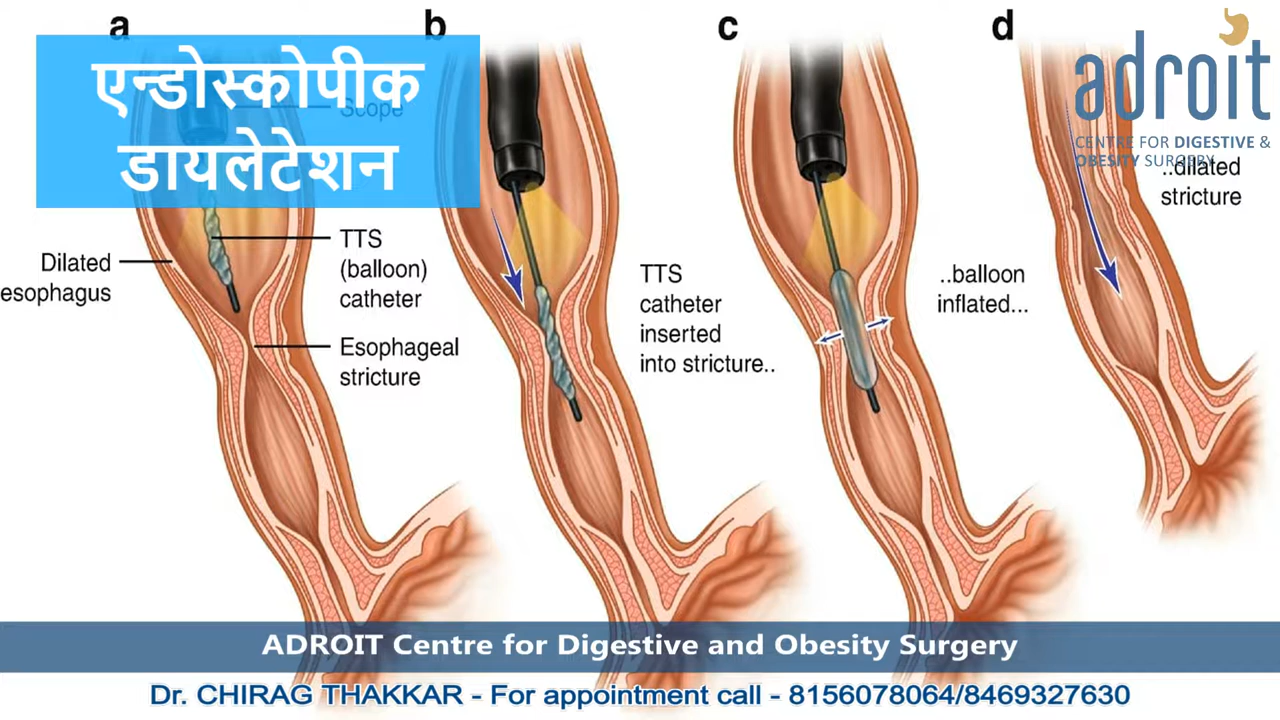 a
b
c
d
एन्डोस्कोपीक
डायलेटेशन
Scope
adroit
CENTRE FOR DIGESTIVE &
OBESITY SURGERY
Dilated
esophagus
TTS
(balloon)
catheter
Esophageal
stricture
TTS
catheter
inserted
into stricture..
..balloon
inflated...
..dilated
stricture
ADROIT Centre for Digestive and Obesity Surgery
Dr. CHIRAG THAKKAR - For appointment call - 8156078064/8469327630